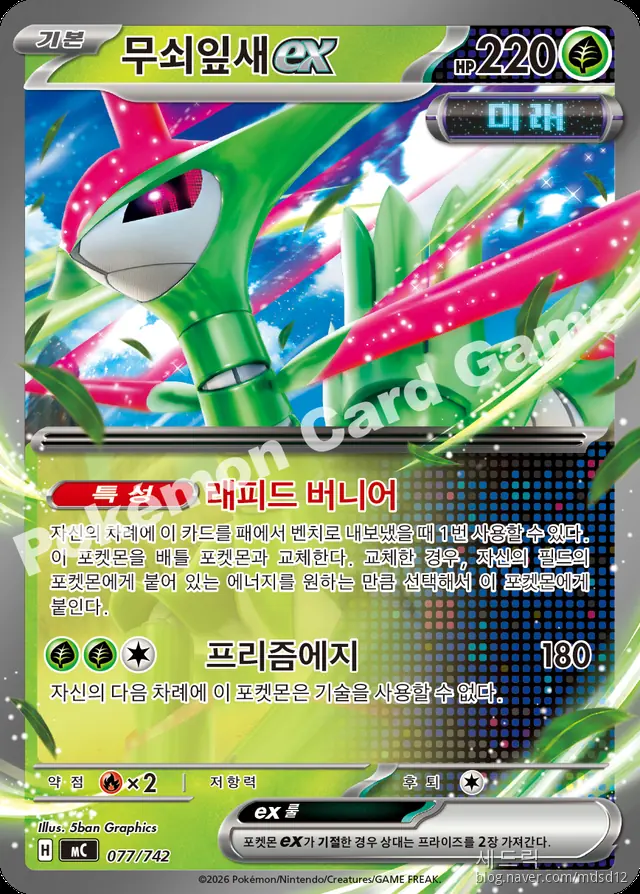 기본 무쇠잎새ex HP220
미래
Pokémon Card Game
특성 래피드 버니어
자신의 차례에 이 카드를 패에서 벤치로 내보냈을 때 1번 사용할 수 있다.
이 포켓몬을 배틀 포켓몬과 교체한다. 교체한 경우, 자신의 필드의
포켓몬에게 붙어 있는 에너지를 원하는 만큼 선택해서 이 포켓몬에게
붙인다.
프리즘에지 180
자신의 다음 차례에 이 포켓몬은 기술을 사용할 수 없다.
약점 ×2 저항력 후퇴
ex 룰
포켓몬 ex가 기절한 경우 상대는 프라이즈를 2장 가져간다.
Illus. 5ban Graphics
H mC 077/742
세드릭
blog.naver.com/mdsd12
©2026 Pokémon/Nintendo/Creatures/GAME FREAK.